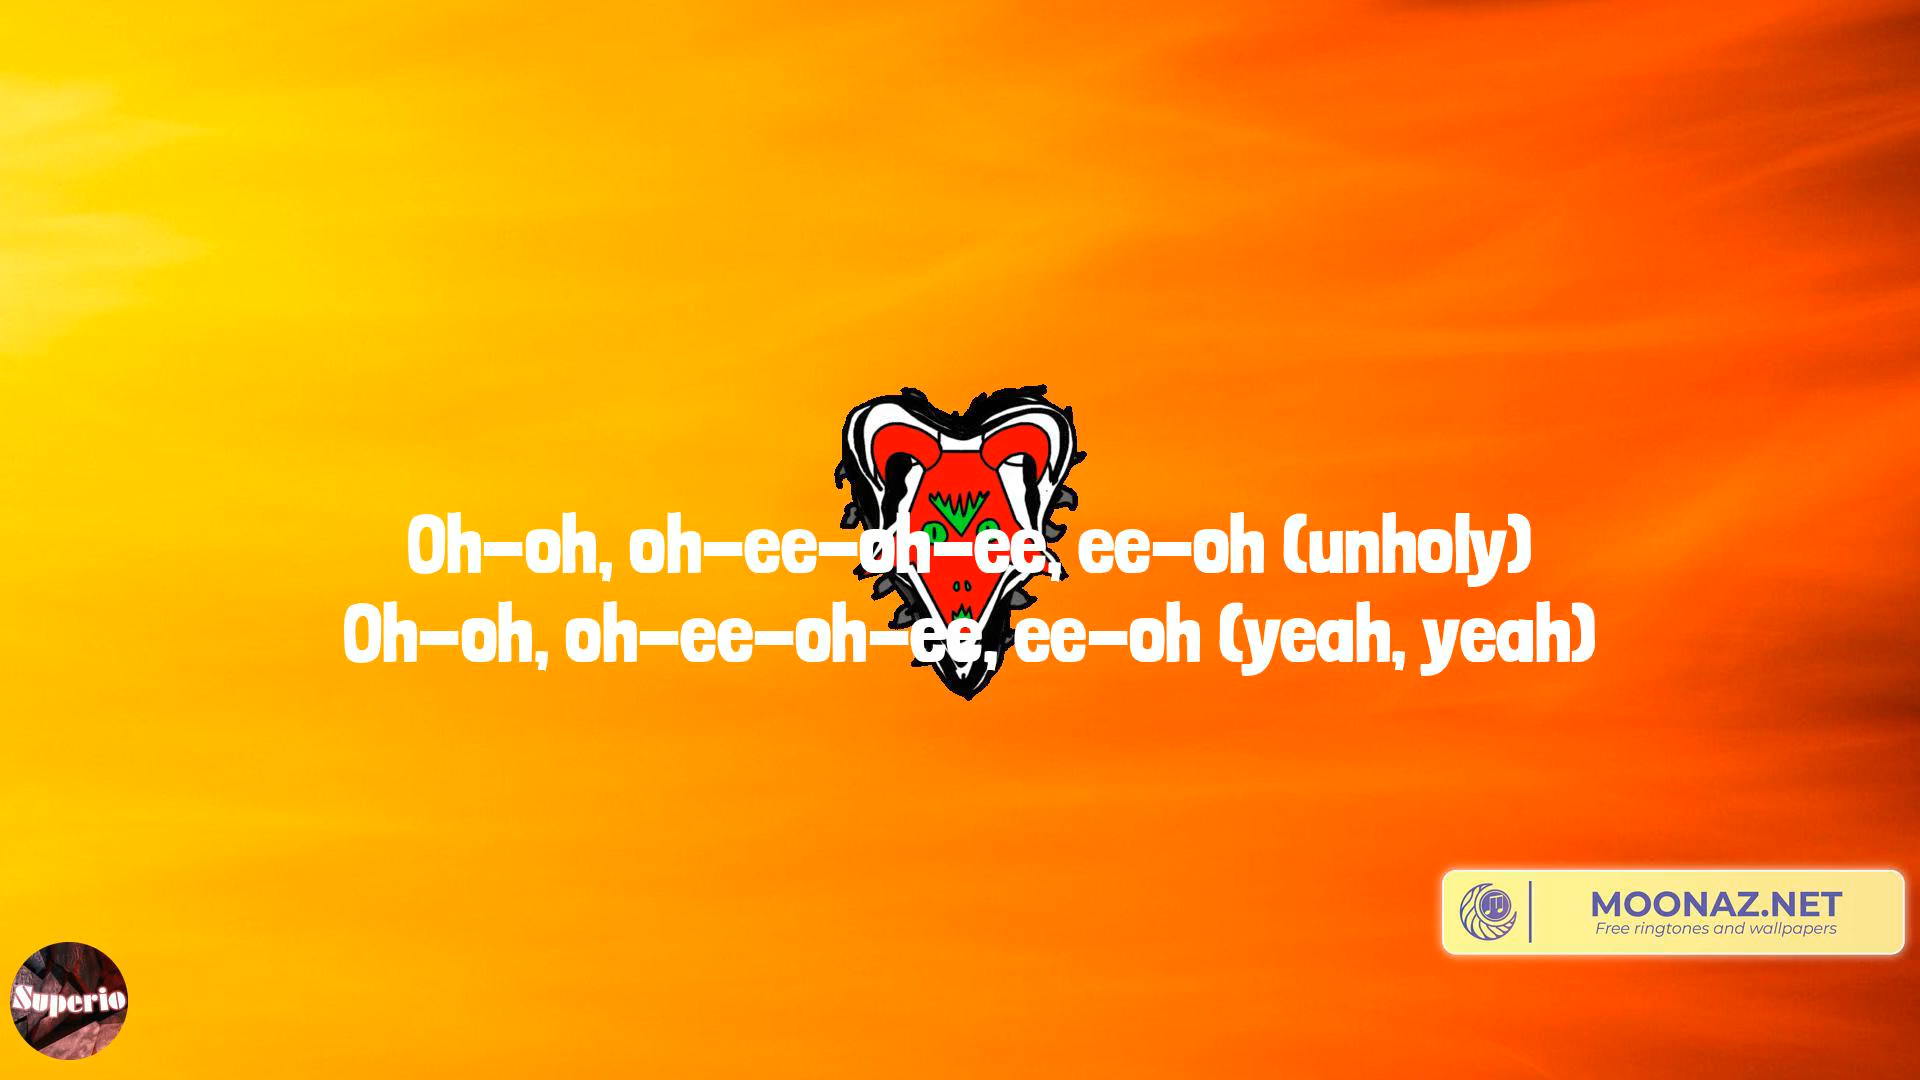 Oh-oh, oh-ee-oh-ee, ee-oh (unholy)
Oh-oh, oh-ee-oh-ee, ee-oh (yeah, yeah)
MOONAZ.NET
Free ringtones and wallpapers
Superio